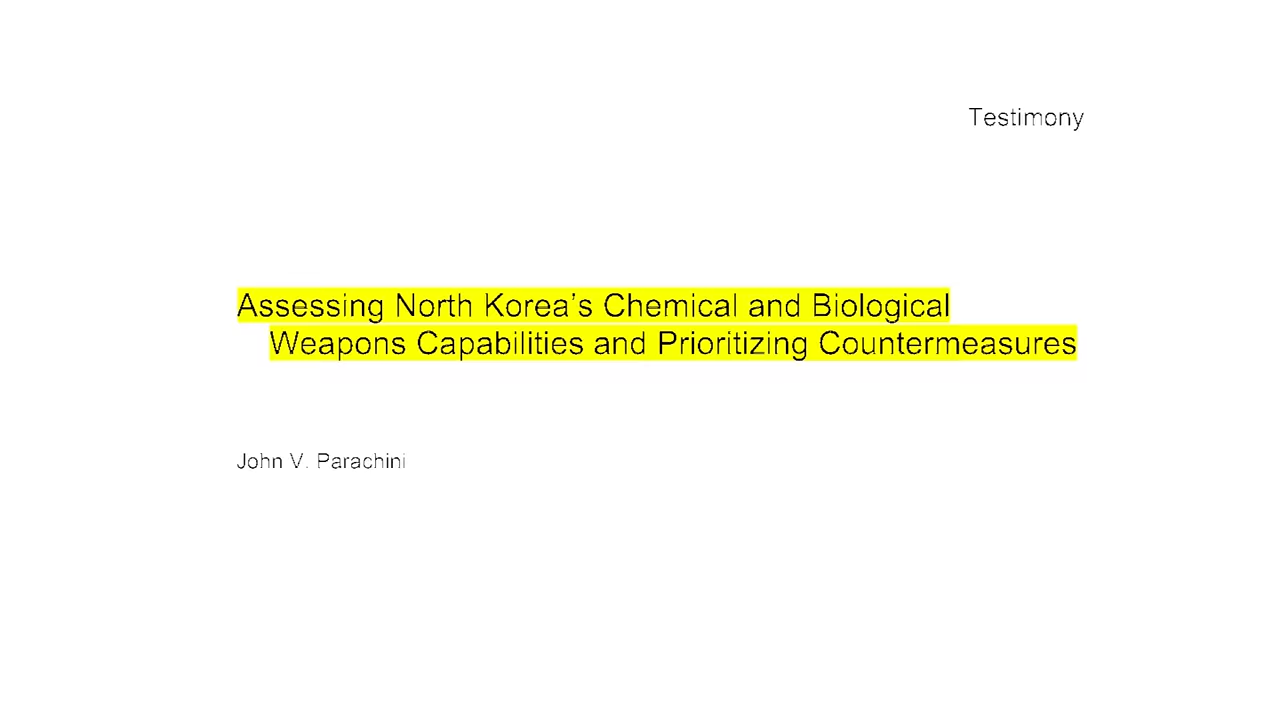 Testimony
Assessing North Korea’s Chemical and Biological
Weapons Capabilities and Prioritizing Countermeasures
John V. Parachini